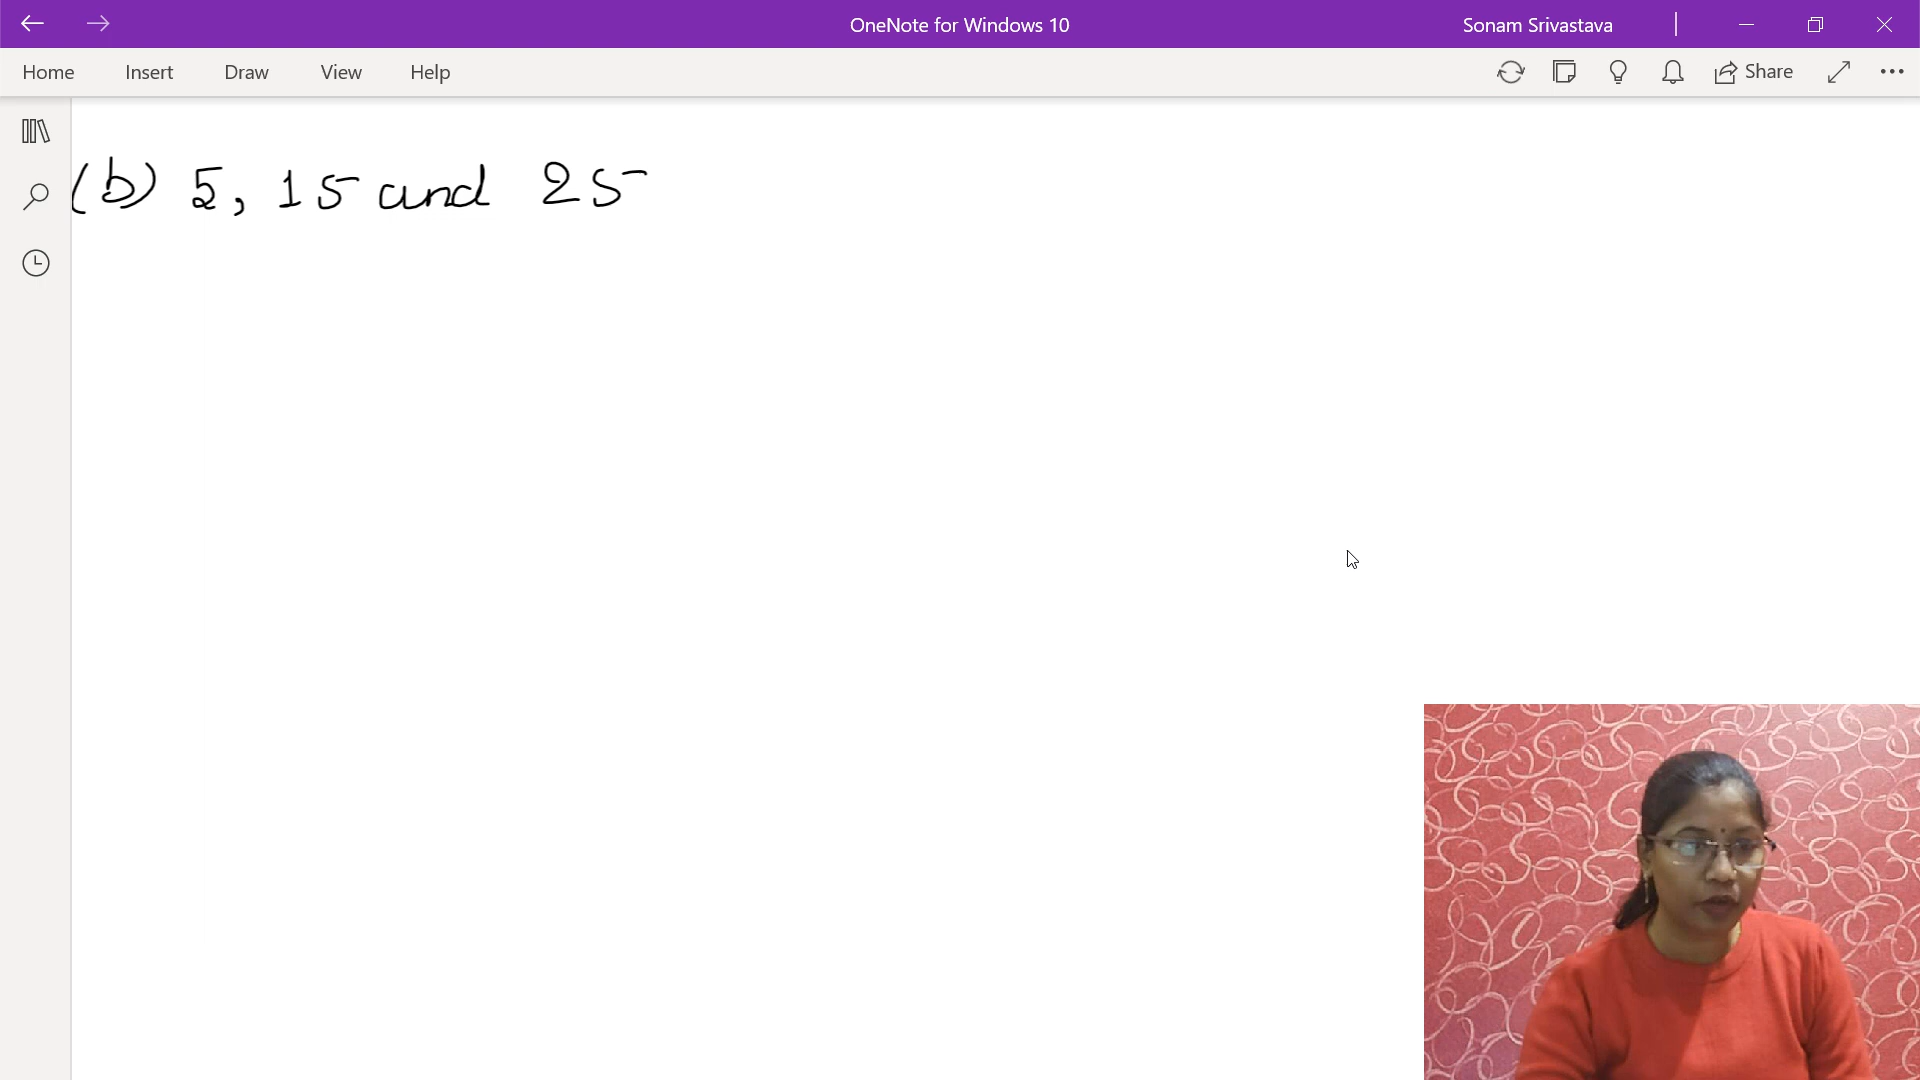 OneNote for Windows 10
Sonam Srivastava
Home Insert Draw View Help Share
(b) 5, 15 and 25